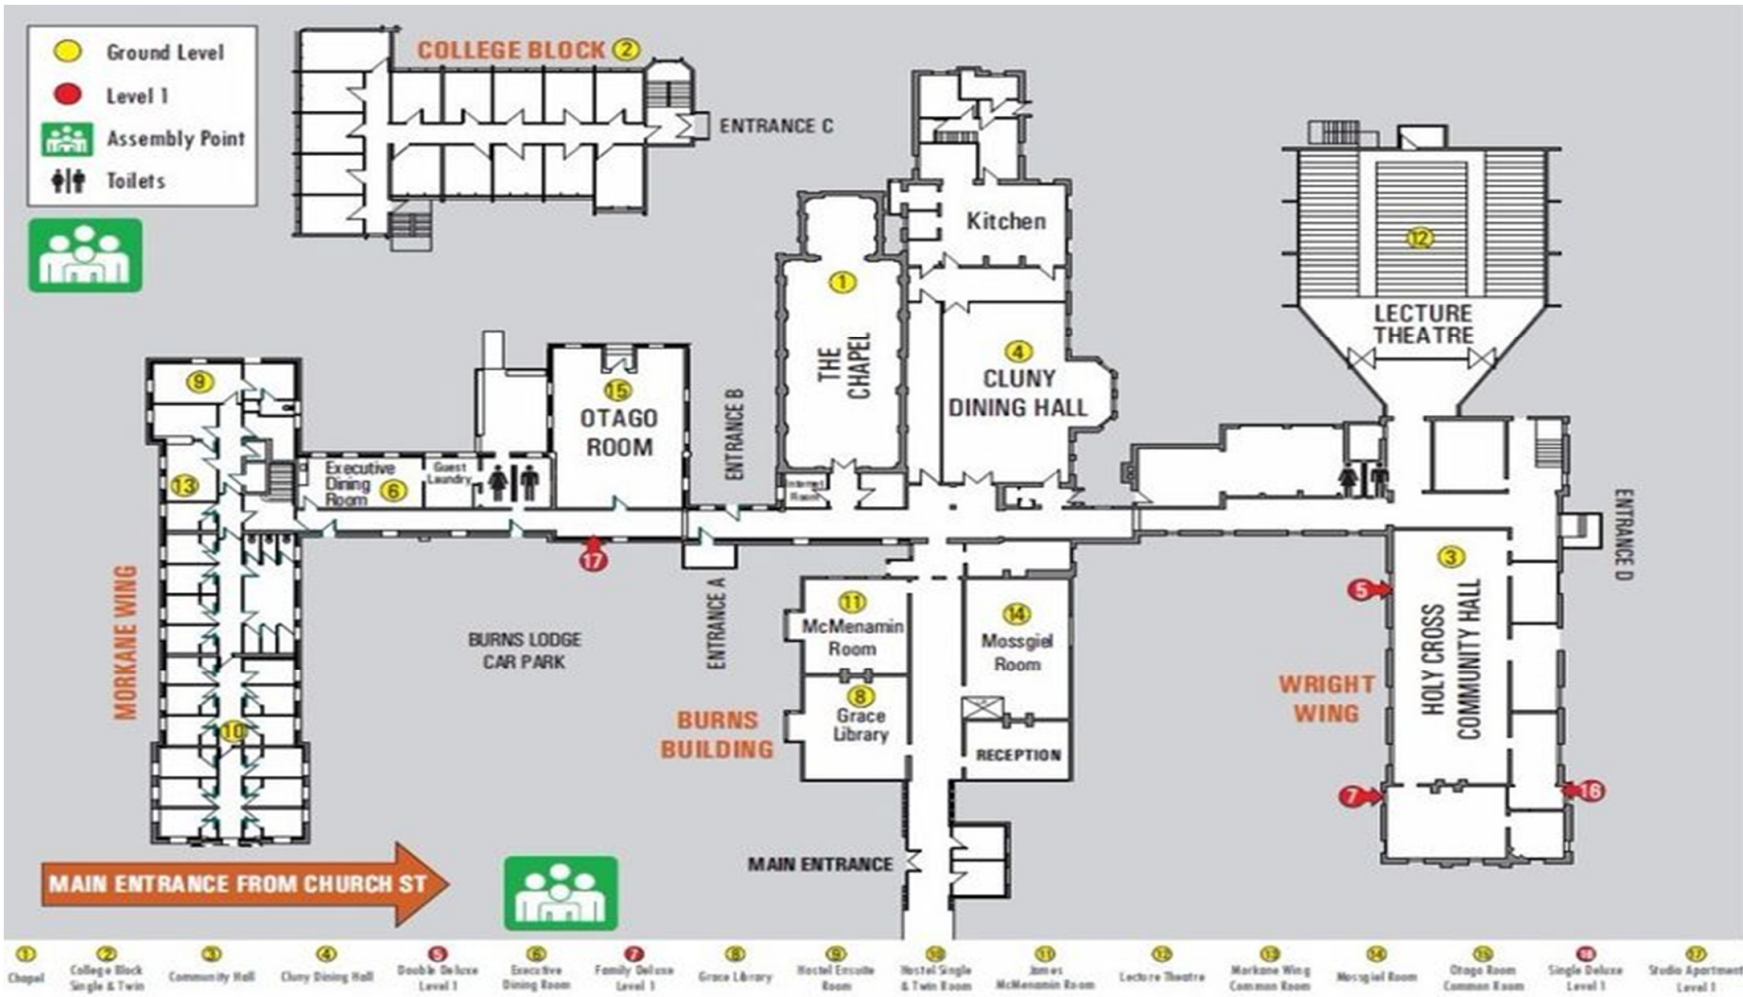 Ground Level
Level 1
Assembly Point
Toilets
COLLEGE BLOCK 2
ENTRANCE C
Kitchen
1
THE
CHAPEL
4
CLUNY
DINING HALL
12
LECTURE
THEATRE
9
13
Executive
Dining
Room
6
Guest
Laundry
15
OTAGO
ROOM
ENTRANCE B
Internet
Room
17
ENTRANCE A
BURNS LODGE
CAR PARK
MORKANE WING
10
11
McMenamin
Room
8
Grace
Library
14
Mossgiel
Room
RECEPTION
BURNS
BUILDING
MAIN ENTRANCE
3
HOLY CROSS
COMMUNITY HALL
5
7
16
WRIGHT
WING
ENTRANCE D
MAIN ENTRANCE FROM CHURCH ST
1
Chapel
2
College Block
Single & Twin
3
Community Hall
4
Cluny Dining Hall
5
Double Deluxe
Level 1
6
Executive
Dining Room
7
Family Deluxe
Level 1
8
Grace Library
9
Hostel Ensuite
Room
10
Hostel Single
& Twin Room
11
James
McMenamin Room
12
Lecture Theatre
13
Morkane Wing
Common Room
14
Mossgiel Room
15
Otago Room
Common Room
Single Deluxe
Level 1
17
Studio Apartment
Level 1